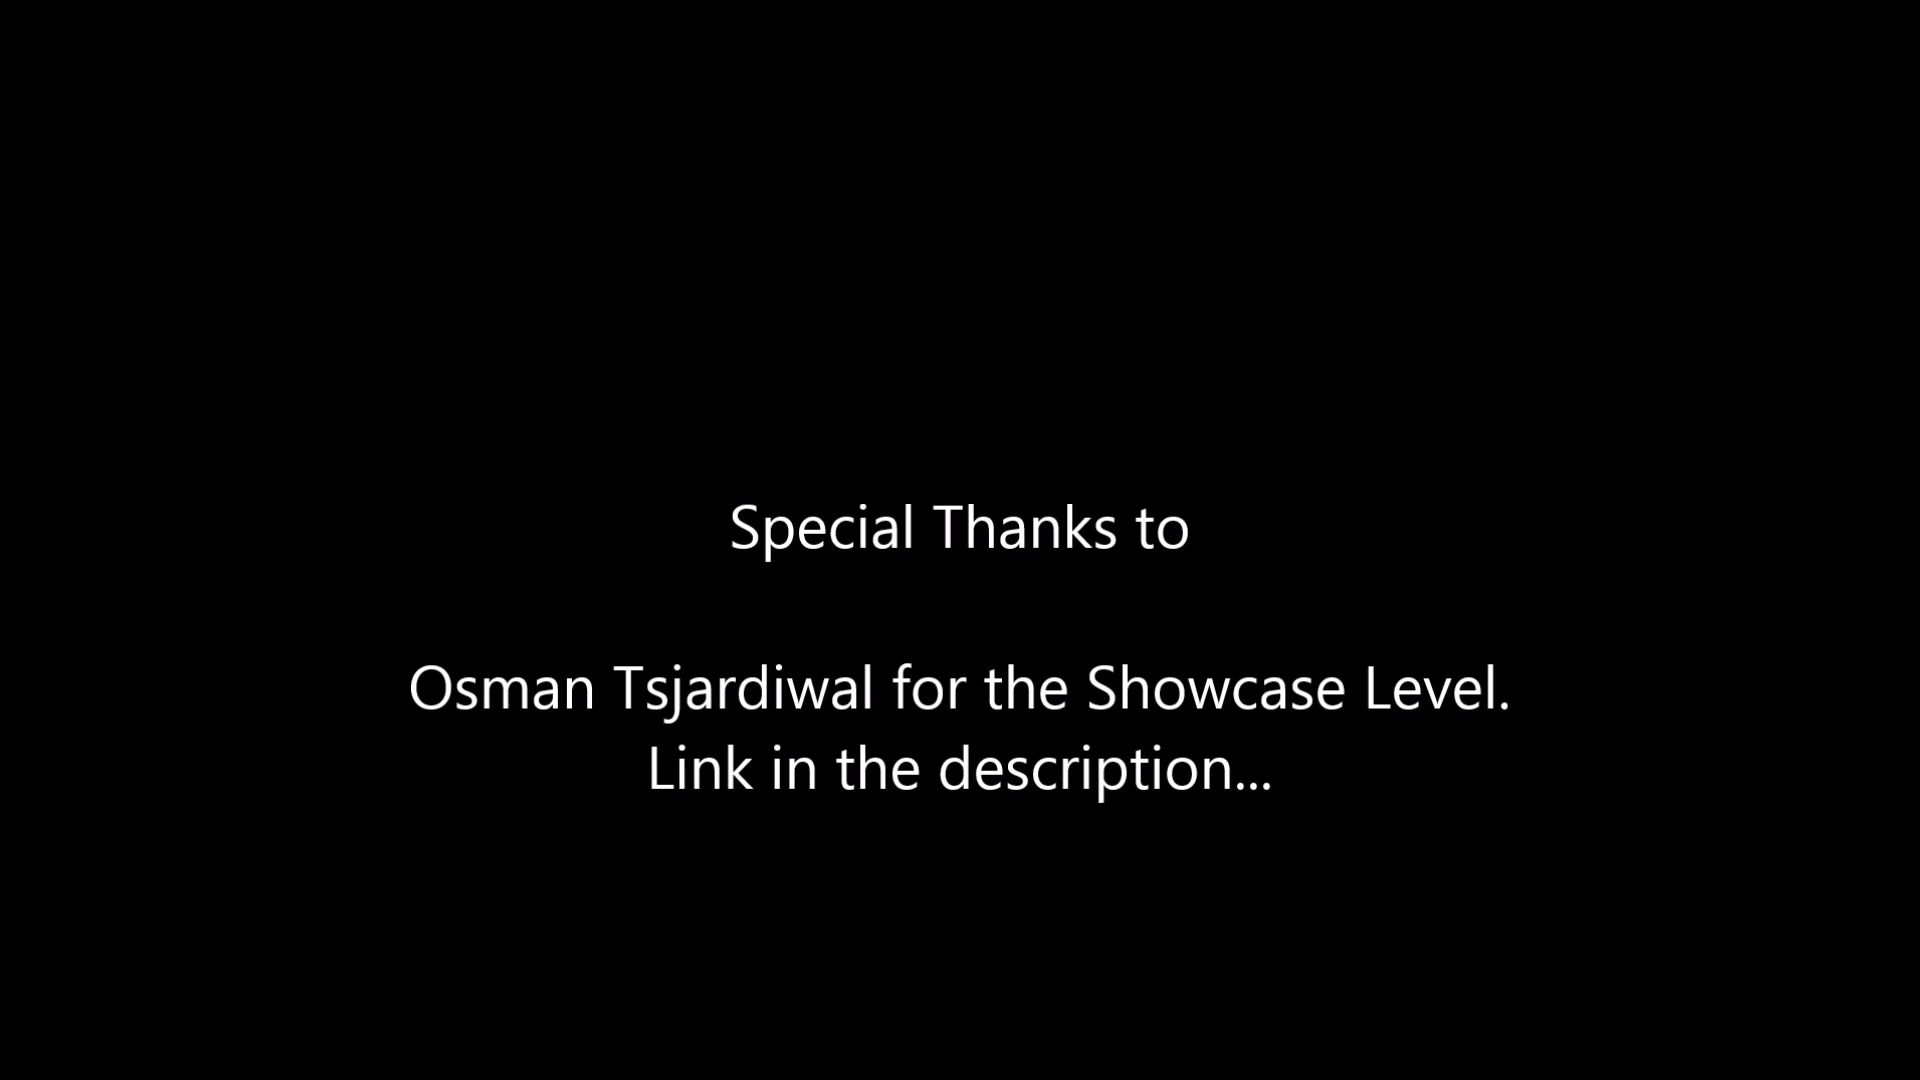 Special Thanks to
Osman Tsjardiwal for the Showcase Level.
Link in the description...